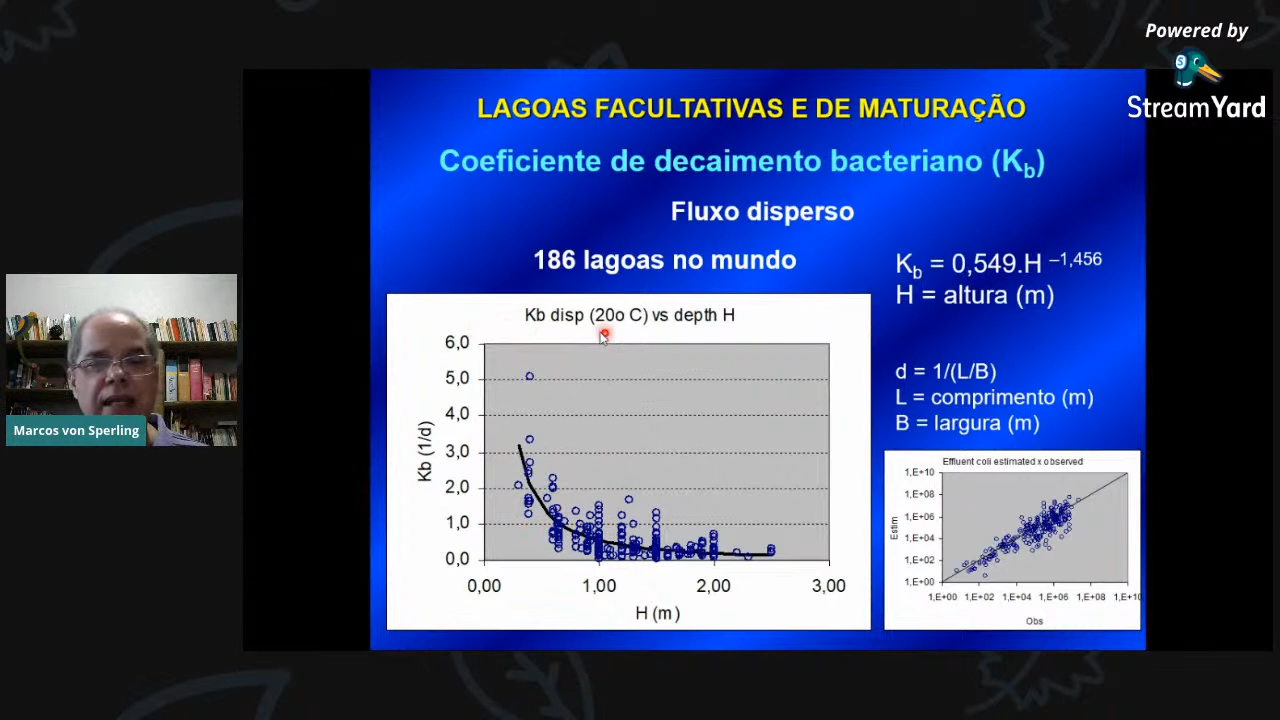 Powered by
StreamYard
LAGOAS FACULTATIVAS E DE MATURAÇÃO
Coeficiente de decaimento bacteriano (Kb)
Fluxo disperso
186 lagoas no mundo
Kb = 0,549.H –1,456
H = altura (m)
Kb disp (20o C) vs depth H
6,0
5,0
4,0
3,0
2,0
1,0
0,0
Kb (1/d)
0,00 1,00 2,00 3,00
H (m)
d = 1/(L/B)
L = comprimento (m)
B = largura (m)
Effluent coli estimated x observed
1,E+10
1,E+08
1,E+06
1,E+04
1,E+02
1,E+00
Estim
1,E+00 1,E+02 1,E+04 1,E+06 1,E+08 1,E+10
Obs
Marcos von Sperling